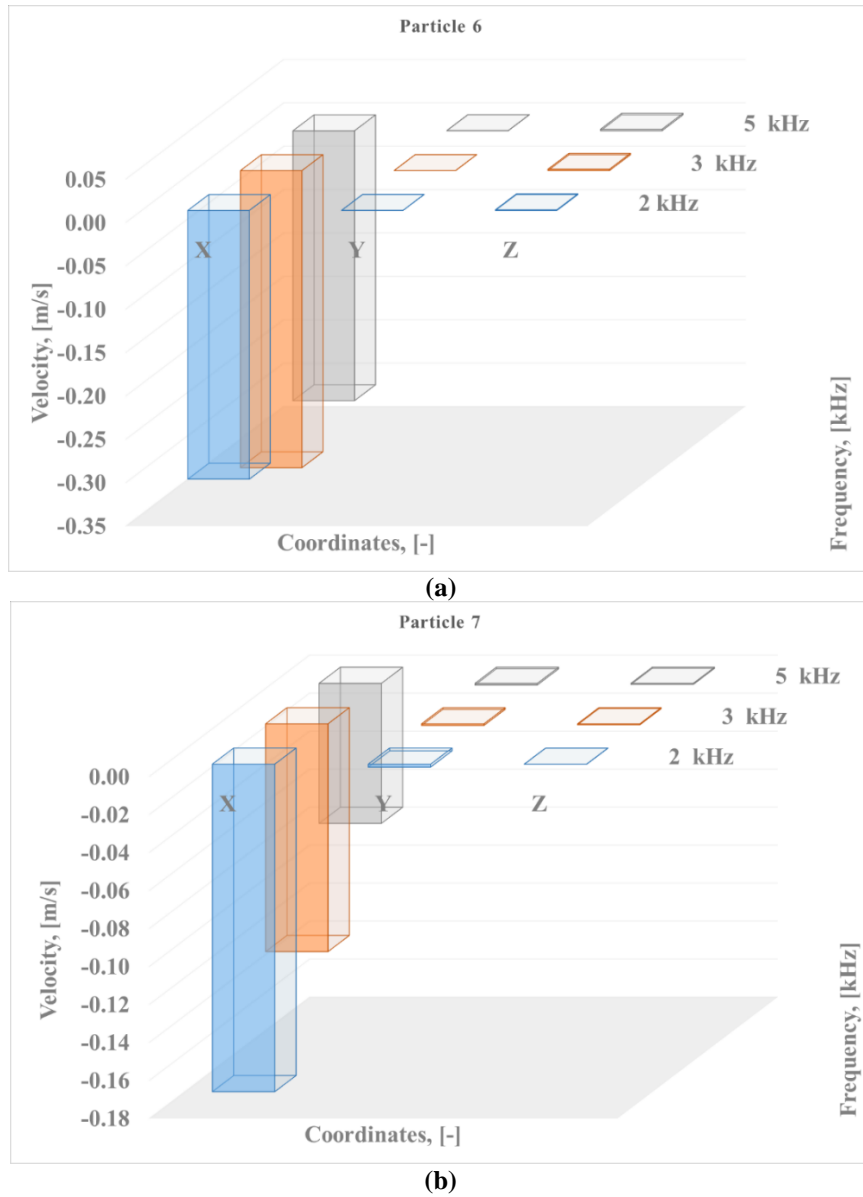 Particle 6
5 kHz
3 kHz
2 kHz
0.05
0.00
-0.05
-0.10
-0.15
-0.20
-0.25
-0.30
-0.35
X
Y
Z
Velocity, [m/s]
Coordinates, [-]
Frequency, [kHz]
(a)
Particle 7
5 kHz
3 kHz
2 kHz
0.00
-0.02
-0.04
-0.06
-0.08
-0.10
-0.12
-0.14
-0.16
-0.18
X
Y
Z
Velocity, [m/s]
Coordinates, [-]
Frequency, [kHz]
(b)